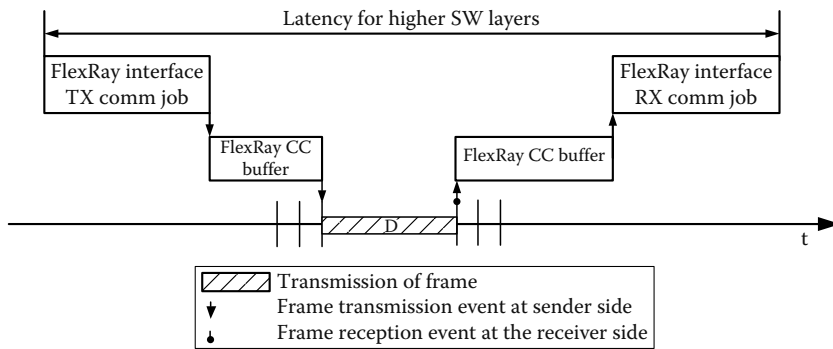 Latency for higher SW layers
FlexRay interface
TX comm job
FlexRay interface
RX comm job
FlexRay CC
buffer
FlexRay CC buffer
D
t
Transmission of frame
Frame transmission event at sender side
Frame reception event at the receiver side